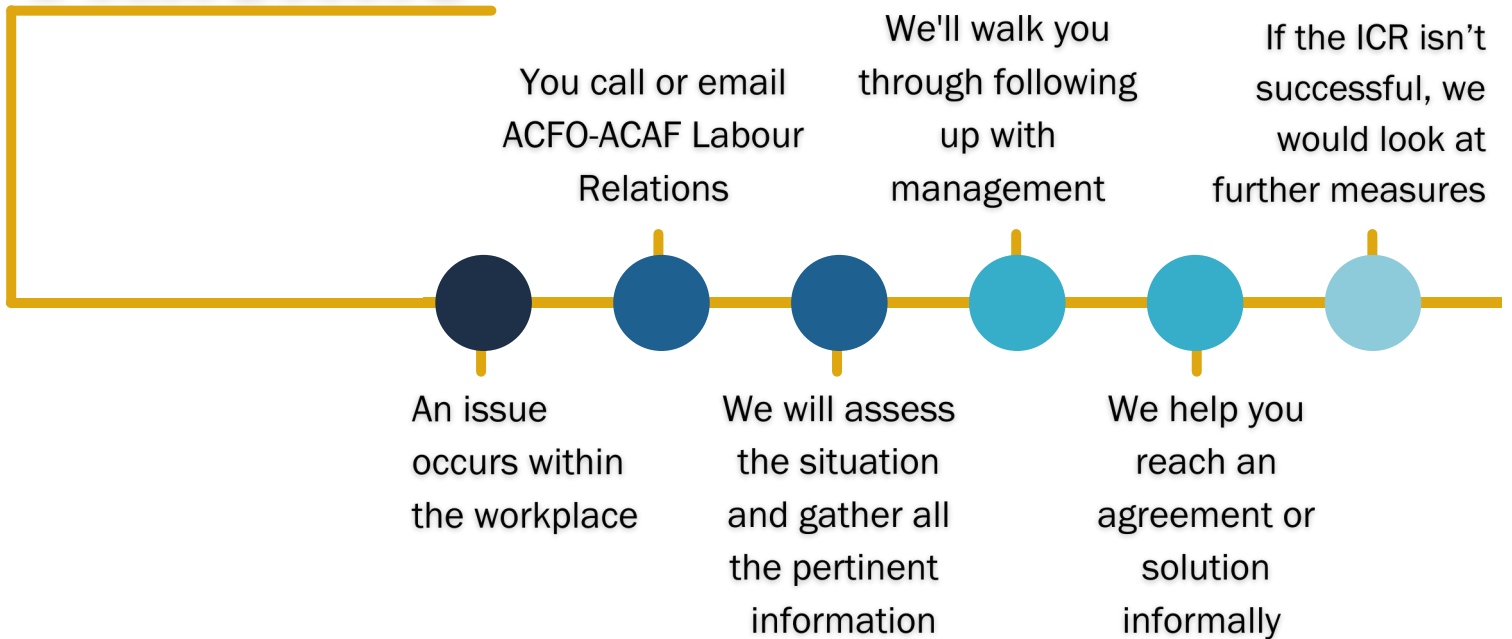 An issue
occurs within
the workplace
You call or email
ACFO-ACAF Labour
Relations
We will assess
the situation
and gather all
the pertinent
information
We'll walk you
through following
up with
management
We help you
reach an
agreement or
solution
informally
If the ICR isn’t
successful, we
would look at
further measures